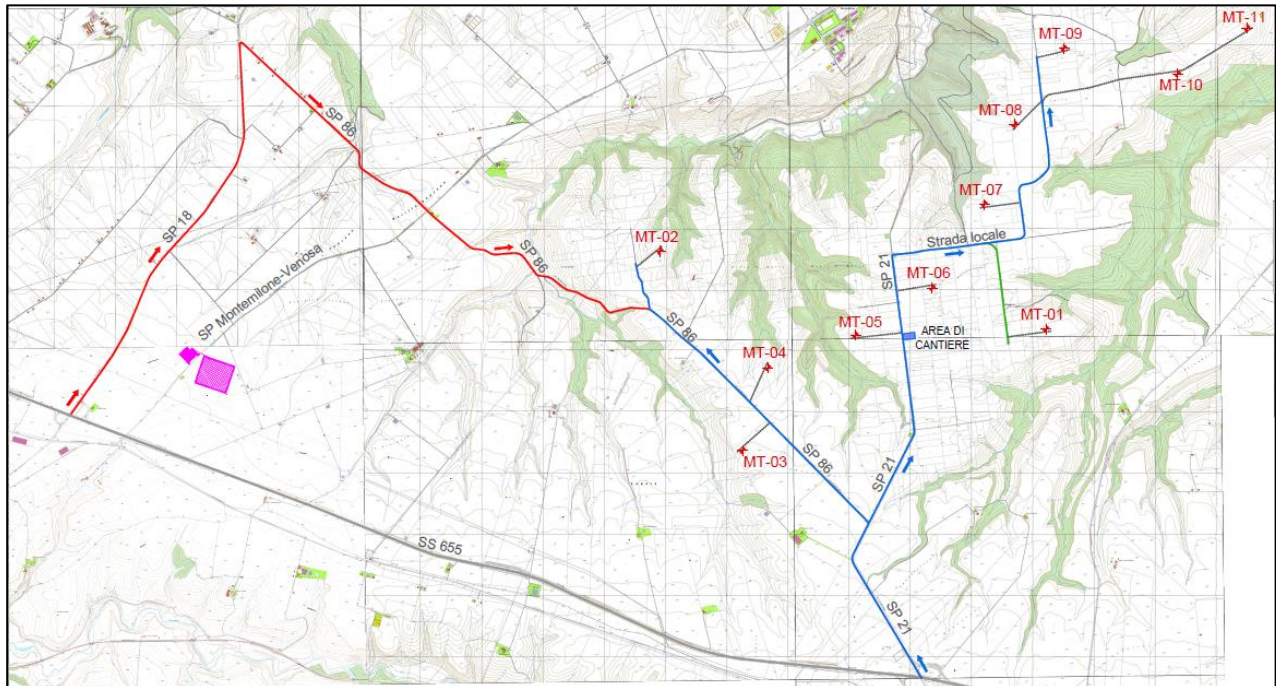 MT-11
MT-09
MT-10
SP 86
MT-08
MT-07
SP 18
MT-02
Strada locale
SP 86
SP 21
SP Montemilone-Venosa
MT-06
MT-01
SP 86
MT-05
AREA DI
CANTIERE
MT-04
MT-03
SP 86
SP 21
SS 655
SP 21